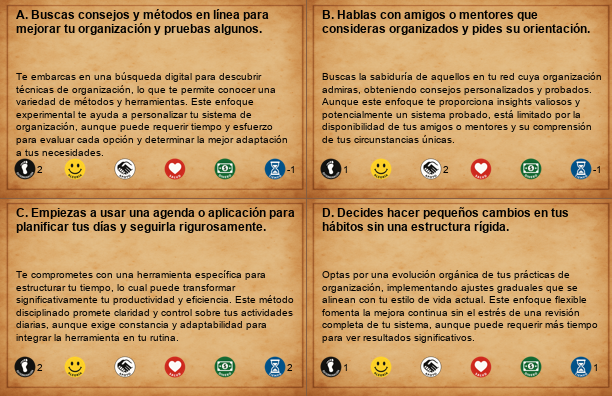 A. Buscas consejos y métodos en línea para
mejorar tu organización y pruebas algunos.
Te embarcas en una búsqueda digital para descubrir
técnicas de organización, lo que te permite conocer una
variedad de métodos y herramientas. Este enfoque
experimental te ayuda a personalizar tu sistema de
organización, aunque puede requerir tiempo y esfuerzo
para evaluar cada opción y determinar la mejor adaptación
a tus necesidades.
2 -1
B. Hablas con amigos o mentores que
consideras organizados y pides su orientación.
Buscas la sabiduría de aquellos en tu red cuya organización
admiras, obteniendo consejos personalizados y probados.
Aunque este enfoque te proporciona insights valiosos y
potencialmente un sistema probado, está limitado por la
disponibilidad de tus amigos o mentores y su comprensión
de tus circunstancias únicas.
1 2 -1
C. Empiezas a usar una agenda o aplicación para
planificar tus días y seguirla rigurosamente.
Te comprometes con una herramienta específica para
estructurar tu tiempo, lo cual puede transformar
significativamente tu productividad y eficiencia. Este método
disciplinado promete claridad y control sobre tus actividades
diarias, aunque exige constancia y adaptabilidad para
integrar la herramienta en tu rutina.
2 2
D. Decides hacer pequeños cambios en tus
hábitos sin una estructura rígida.
Optas por una evolución orgánica de tus prácticas de
organización, implementando ajustes graduales que se
alinean con tu estilo de vida actual. Este enfoque flexible
fomenta la mejora continua sin el estrés de una revisión
completa de tu sistema, aunque puede requerir más tiempo
para ver resultados significativos.
1 1